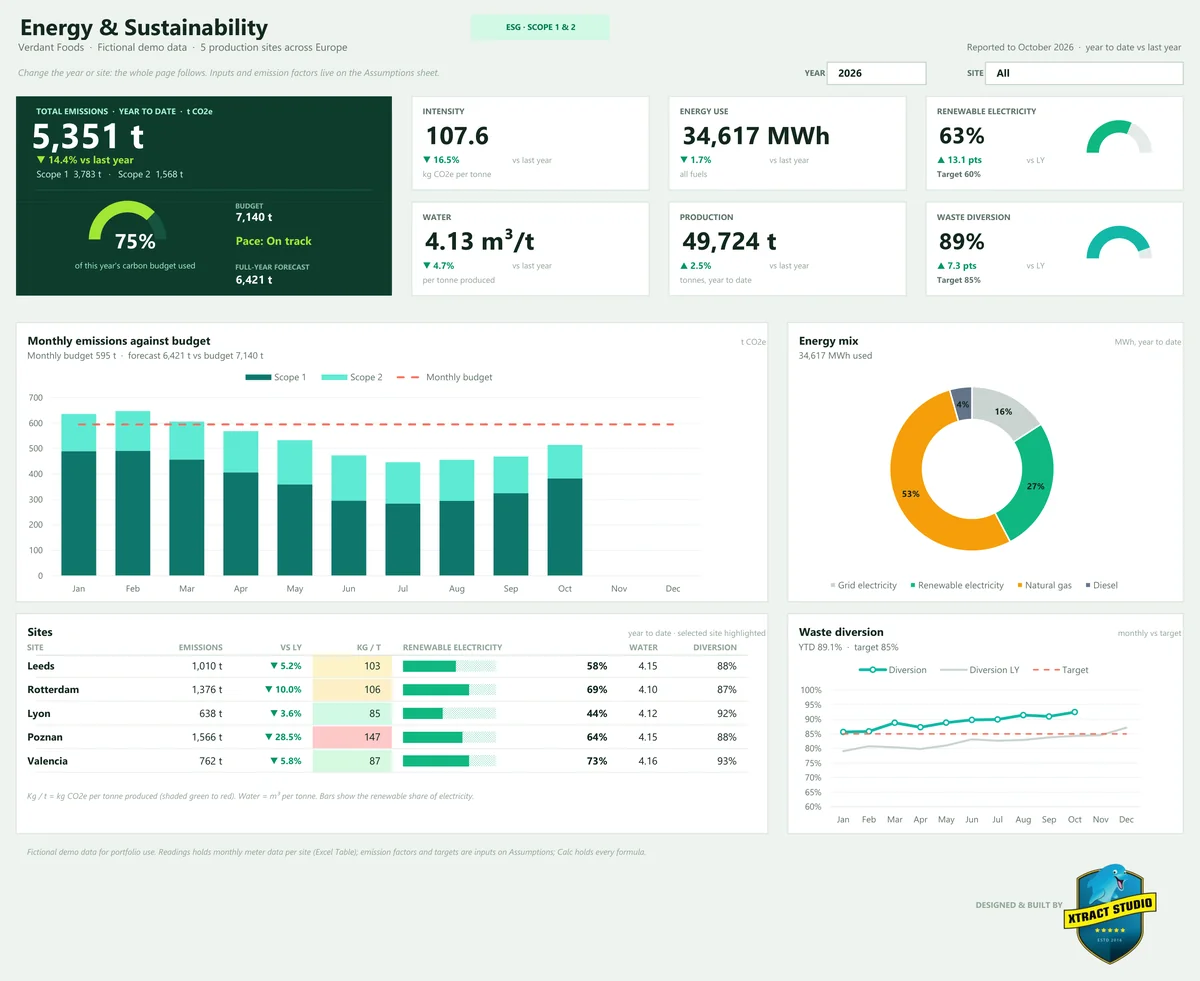 Energy & Sustainability
ESG · SCOPE 1 & 2
Verdant Foods · Fictional demo data · 5 production sites across Europe
Reported to October 2026 · year to date vs last year
Change the year or site: the whole page follows. Inputs and emission factors live on the Assumptions sheet.
YEAR 2026 SITE All
TOTAL EMISSIONS · YEAR TO DATE · t CO2e
5,351 t
▼ 14.4% vs last year
Scope 1 3,783 t · Scope 2 1,568 t
75%
of this year's carbon budget used
BUDGET
7,140 t
Pace: On track
FULL-YEAR FORECAST
6,421 t
INTENSITY
107.6
▼ 16.5% vs last year
kg CO2e per tonne
ENERGY USE
34,617 MWh
▼ 1.7% vs last year
all fuels
RENEWABLE ELECTRICITY
63%
▲ 13.1 pts vs LY
Target 60%
WATER
4.13 m³/t
▼ 4.7% vs last year
per tonne produced
PRODUCTION
49,724 t
▲ 2.5% vs last year
tonnes, year to date
WASTE DIVERSION
89%
▲ 7.3 pts vs LY
Target 85%
Monthly emissions against budget
t CO2e
Monthly budget 595 t · forecast 6,421 t vs budget 7,140 t
Scope 1 Scope 2 Monthly budget
700
600
500
400
300
200
100
0
Jan Feb Mar Apr May Jun Jul Aug Sep Oct Nov Dec
Energy mix
MWh, year to date
34,617 MWh used
4%
16%
27%
53%
Grid electricity Renewable electricity Natural gas Diesel
Sites
year to date · selected site highlighted
SITE EMISSIONS VS LY KG / T RENEWABLE ELECTRICITY WATER DIVERSION
Leeds 1,010 t ▼ 5.2% 103 58% 4.15 88%
Rotterdam 1,376 t ▼ 10.0% 106 69% 4.10 87%
Lyon 638 t ▼ 3.6% 85 44% 4.12 92%
Poznan 1,566 t ▼ 28.5% 147 64% 4.15 88%
Valencia 762 t ▼ 5.8% 87 73% 4.16 93%
Kg / t = kg CO2e per tonne produced (shaded green to red). Water = m³ per tonne. Bars show the renewable share of electricity.
Waste diversion
monthly vs target
YTD 89.1% · target 85%
Diversion Diversion LY Target
100%
95%
90%
85%
80%
75%
70%
65%
60%
Jan Feb Mar Apr May Jun Jul Aug Sep Oct Nov Dec
Fictional demo data for portfolio use. Readings holds monthly meter data per site (Excel Table); emission factors and targets are inputs on Assumptions; Calc holds every formula.
DESIGNED & BUILT BY
XTRACT STUDIO